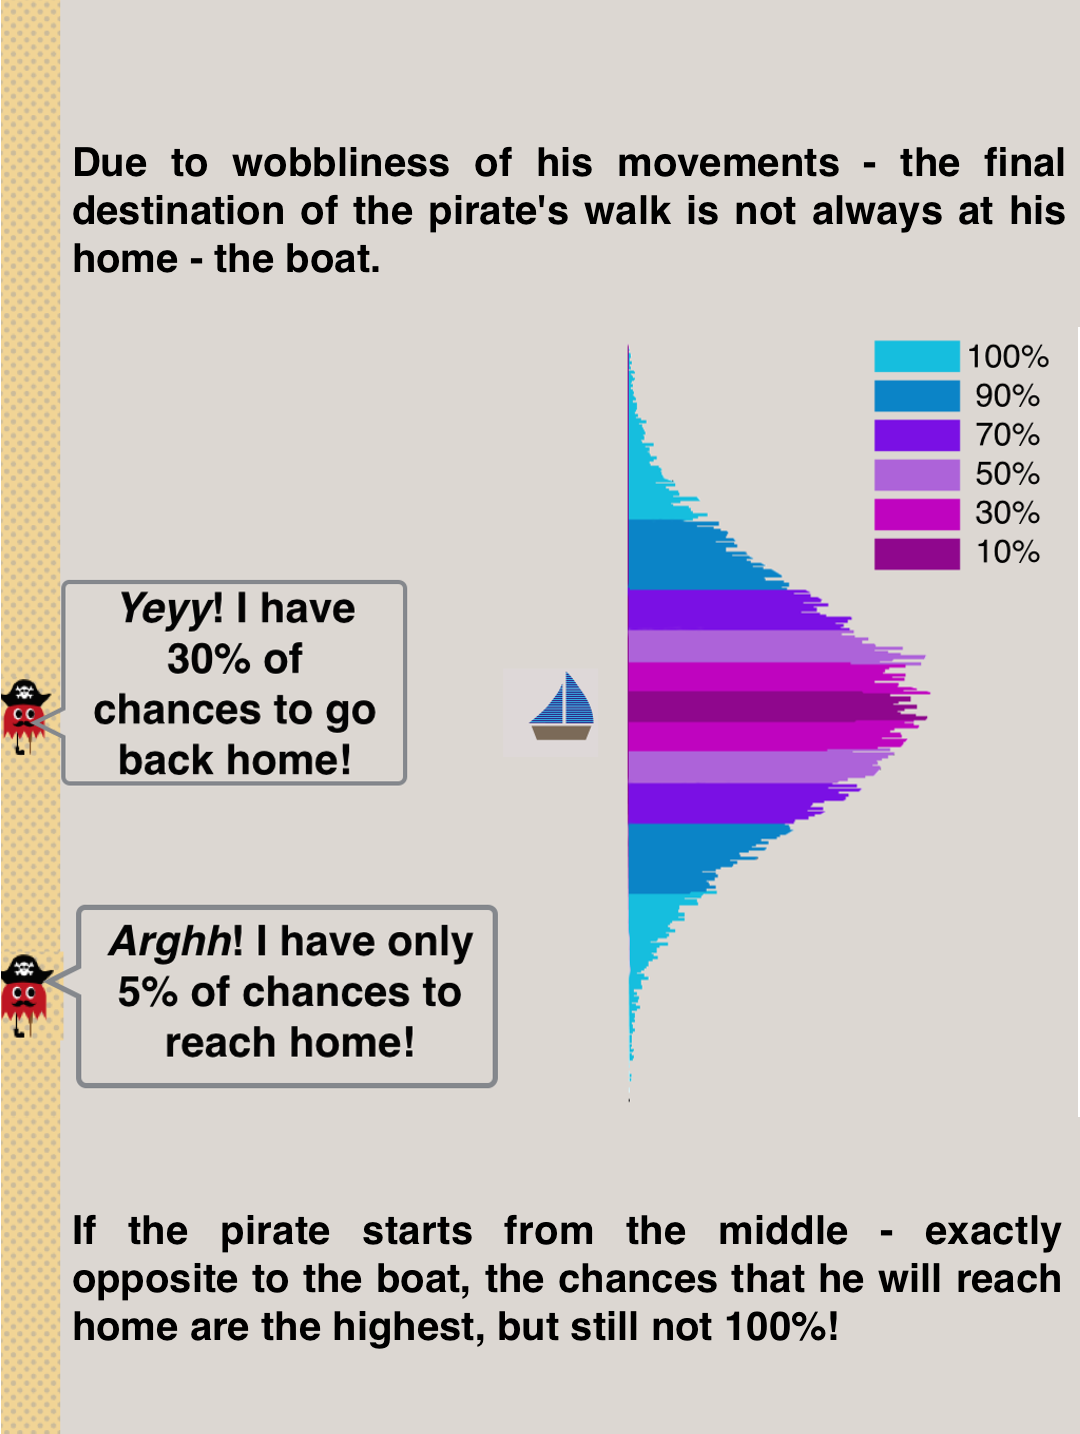 Due to wobbliness of his movements - the final
destination of the pirate's walk is not always at his
home - the boat.
100%
90%
70%
50%
30%
10%
Yeyy! I have
30% of
chances to go
back home!
Arghh! I have only
5% of chances to
reach home!
If the pirate starts from the middle - exactly
opposite to the boat, the chances that he will reach
home are the highest, but still not 100%!